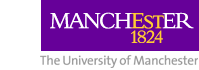 MANCHESTER
1824
The University of Manchester